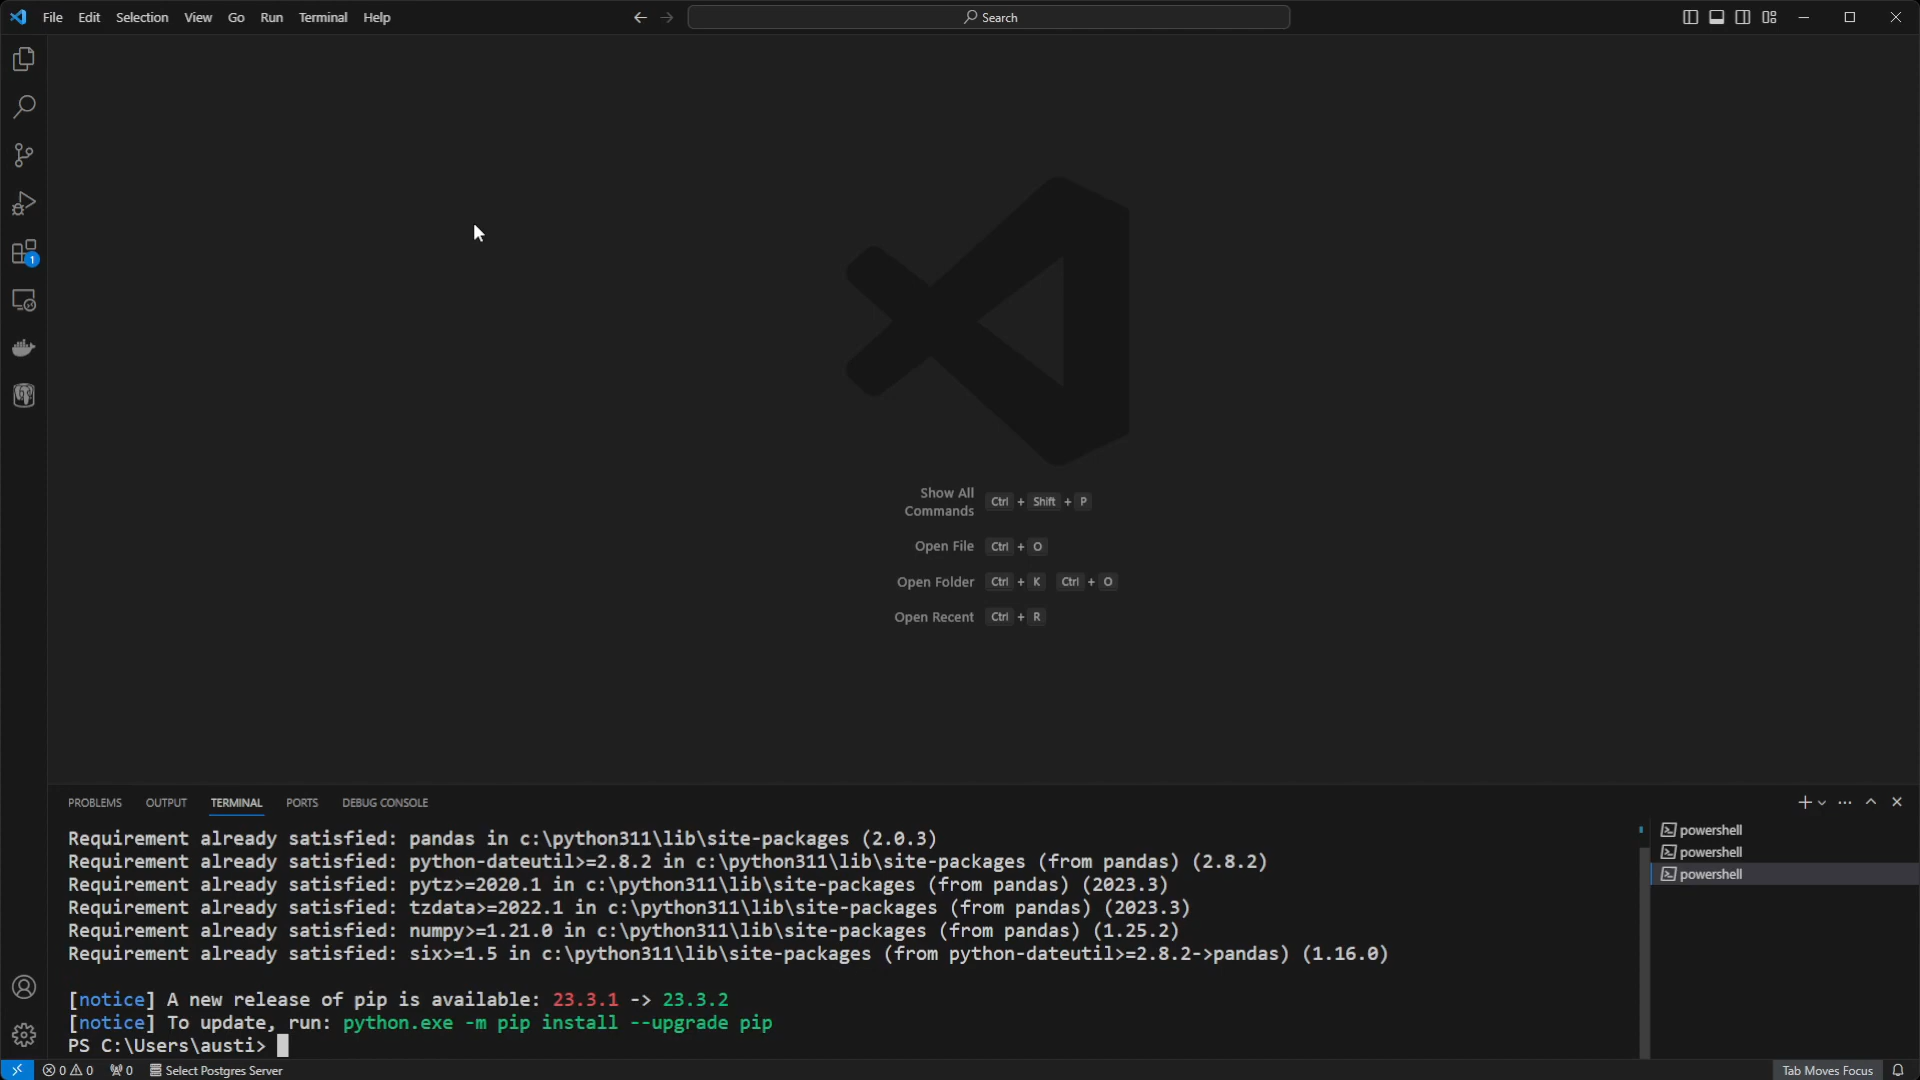 File Edit Selection View Go Run Terminal Help
Search
1
Show All
Commands
Ctrl + Shift + P
Open File Ctrl + O
Open Folder Ctrl + K Ctrl + O
Open Recent Ctrl + R
PROBLEMS OUTPUT TERMINAL PORTS DEBUG CONSOLE
Requirement already satisfied: pandas in c:\python311\lib\site-packages (2.0.3)
Requirement already satisfied: python-dateutil>=2.8.2 in c:\python311\lib\site-packages (from pandas) (2.8.2)
Requirement already satisfied: pytz>=2020.1 in c:\python311\lib\site-packages (from pandas) (2023.3)
Requirement already satisfied: tzdata>=2022.1 in c:\python311\lib\site-packages (from pandas) (2023.3)
Requirement already satisfied: numpy>=1.21.0 in c:\python311\lib\site-packages (from pandas) (1.25.2)
Requirement already satisfied: six>=1.5 in c:\python311\lib\site-packages (from python-dateutil>=2.8.2->pandas) (1.16.0)
[notice] A new release of pip is available: 23.3.1 -> 23.3.2
[notice] To update, run: python.exe -m pip install --upgrade pip
PS C:\Users\austi>
powershell
powershell
powershell
0 0 0 Select Postgres Server Tab Moves Focus